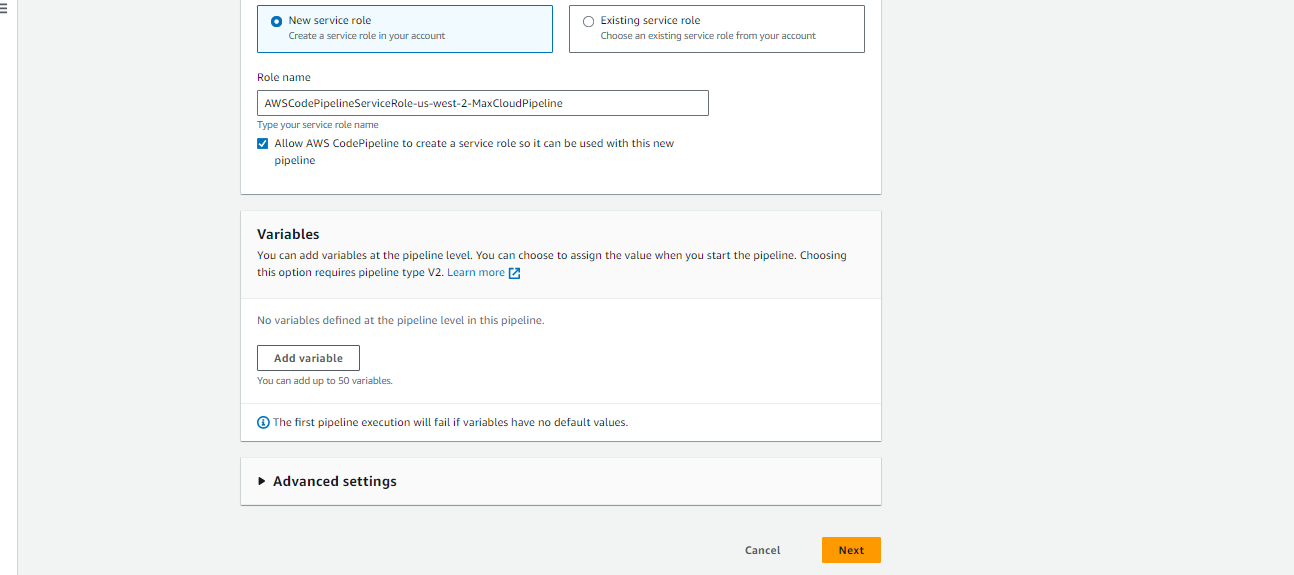 New service role
Create a service role in your account
Existing service role
Choose an existing service role from your account
Role name
AWSCodePipelineServiceRole-us-west-2-MaxCloudPipeline
Type your service role name
Allow AWS CodePipeline to create a service role so it can be used with this new
pipeline
Variables
You can add variables at the pipeline level. You can choose to assign the value when you start the pipeline. Choosing
this option requires pipeline type V2. Learn more
No variables defined at the pipeline level in this pipeline.
Add variable
You can add up to 50 variables.
The first pipeline execution will fail if variables have no default values.
Advanced settings
Cancel
Next